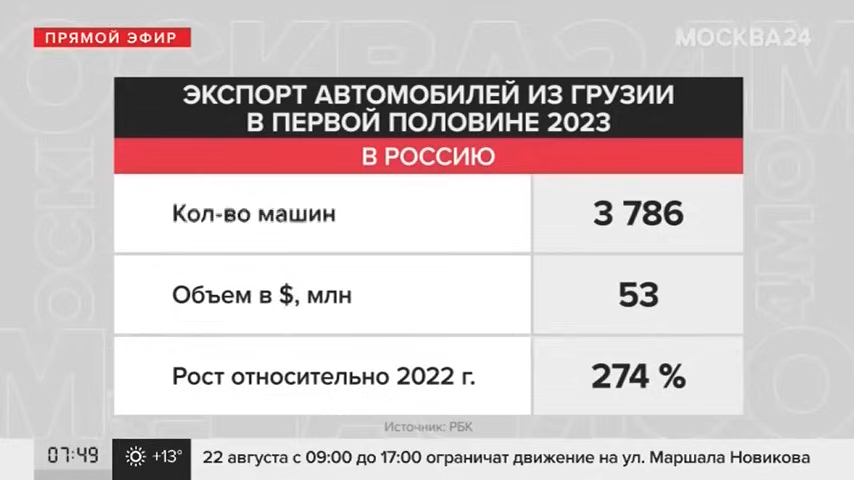 ПРЯМОЙ ЭФИР
МОСКВА24
ЭКСПОРТ АВТОМОБИЛЕЙ ИЗ ГРУЗИИ
В ПЕРВОЙ ПОЛОВИНЕ 2023
В РОССИЮ
Кол-во машин
3 786
Объем в $, млн
53
Рост относительно 2022 г.
274 %
Источник: РБК
07:49
+13°
22 августа с 09:00 до 17:00 ограничат движение на ул. Маршала Новикова